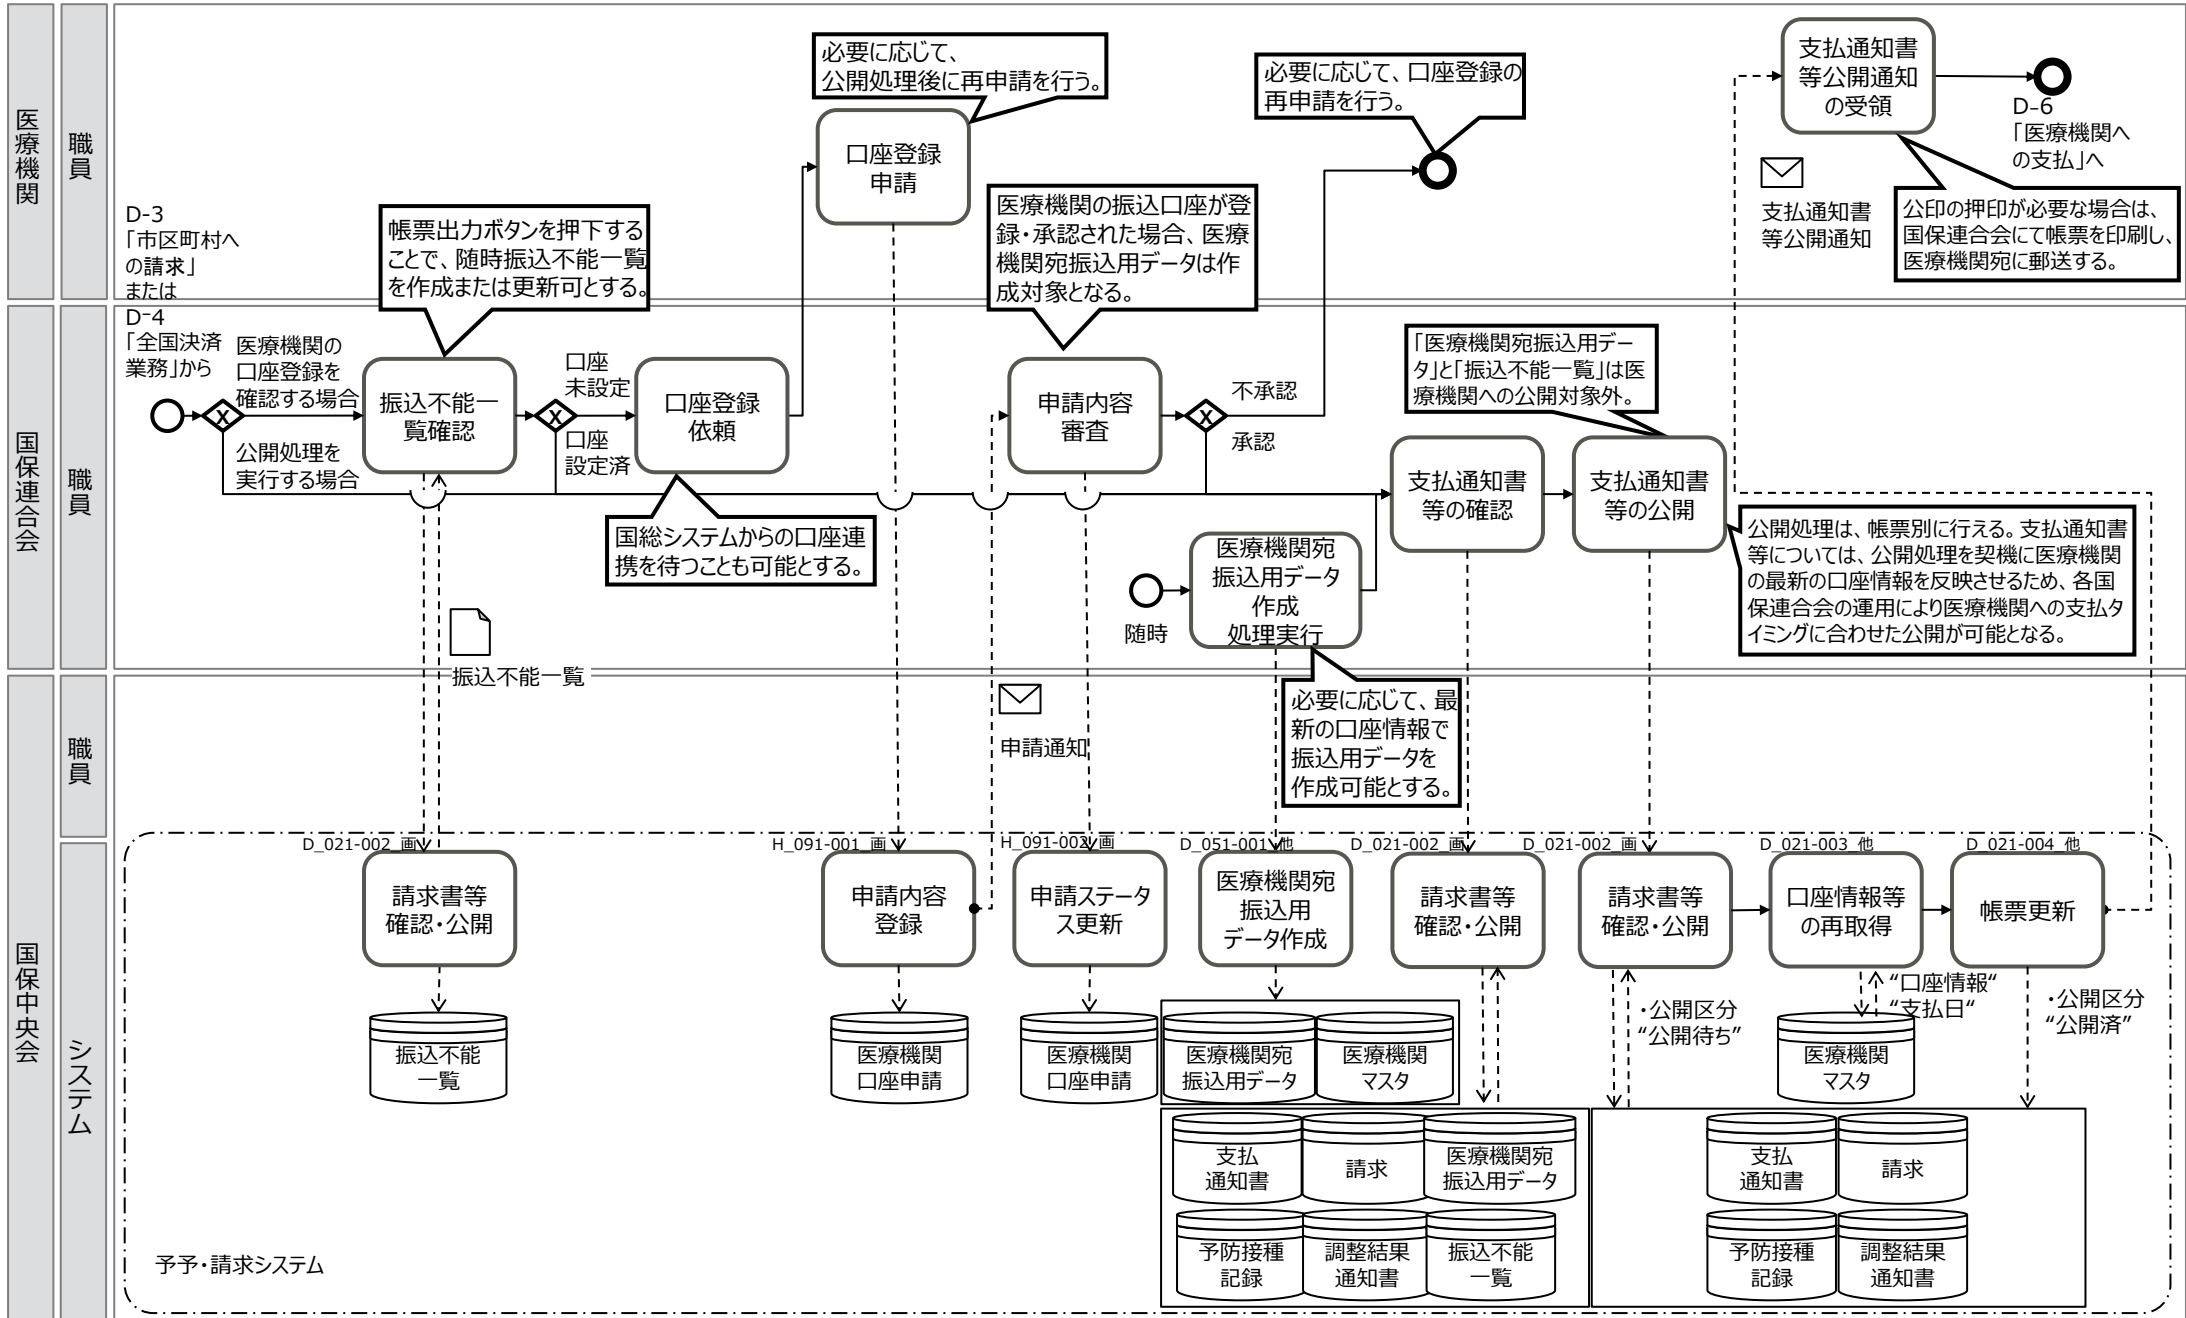 医療機関
職員
必要に応じて、
公開処理後に再申請を行う。
口座登録
申請
必要に応じて、口座登録の
再申請を行う。
支払通知書
等公開通知
の受領
D-6
「医療機関へ
の支払」へ
支払通知書
等公開通知
公印の押印が必要な場合は、
国保連合会にて帳票を印刷し、
医療機関宛に郵送する。
D-3
「市区町村へ
の請求」
または
D-4
「全国決済
業務」から
帳票出力ボタンを押下する
ことで、随時振込不能一覧
を作成または更新可とする。
医療機関の振込口座が登
録・承認された場合、医療
機関宛振込用データは作
成対象となる。
国保連合会
職員
医療機関の
口座登録を
確認する場合
X
公開処理を
実行する場合
振込不能一
覧確認
口座
未設定
X
口座
設定済
口座登録
依頼
国総システムからの口座連
携を待つことも可能とする。
申請内容
審査
X
不承認
承認
「医療機関宛振込用デー
タ」と「振込不能一覧」は医
療機関への公開対象外。
支払通知書
等の確認
支払通知書
等の公開
公開処理は、帳票別に行える。支払通知書
等については、公開処理を契機に医療機関
の最新の口座情報を反映させるため、各国
保連合会の運用により医療機関への支払タ
イミングに合わせた公開が可能となる。
随時
医療機関宛
振込用データ
作成
処理実行
必要に応じて、最
新の口座情報で
振込用データを
作成可能とする。
振込不能一覧
申請通知
国保中央会
職員
システム
D_021-002_画
請求書等
確認・公開
振込不能
一覧
H_091-001_画
申請内容
登録
医療機関
口座申請
H_091-002_画
申請ステータ
ス更新
医療機関
口座申請
D_051-001_他
医療機関宛
振込用
データ作成
医療機関宛
振込用データ
医療機関
マスタ
D_021-002_画
請求書等
確認・公開
支払
通知書
請求
医療機関宛
振込用データ
予防接種
記録
調整結果
通知書
振込不能
一覧
D_021-002_画
請求書等
確認・公開
・公開区分
“公開待ち”
D_021-003_他
口座情報等
の再取得
“口座情報“
“支払日“
医療機関
マスタ
D_021-004_他
帳票更新
・公開区分
“公開済”
支払
通知書
請求
予防接種
記録
調整結果
通知書
予予・請求システム